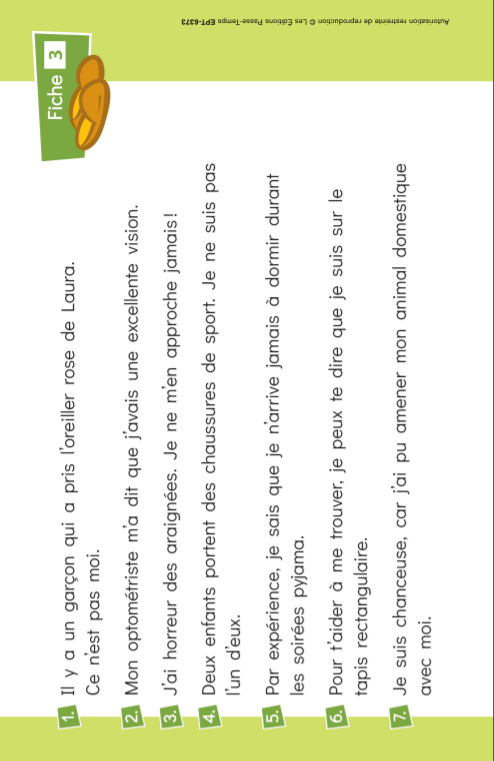 Fiche 3
1. Il y a un garçon qui a pris l'oreiller rose de Laura.
Ce n'est pas moi.
2. Mon optométriste m'a dit que j'avais une excellente vision.
3. J'ai horreur des araignées. Je ne m'en approche jamais!
4. Deux enfants portent des chaussures de sport. Je ne suis pas
l'un d'eux.
5. Par expérience, je sais que je n'arrive jamais à dormir durant
les soirées pyjama.
6. Pour t'aider à me trouver, je peux te dire que je suis sur le
tapis rectangulaire.
7. Je suis chanceuse, car j'ai pu amener mon animal domestique
avec moi.
Autorisation restreinte de reproduction © Les Éditions Passe-Temps EPT-6373